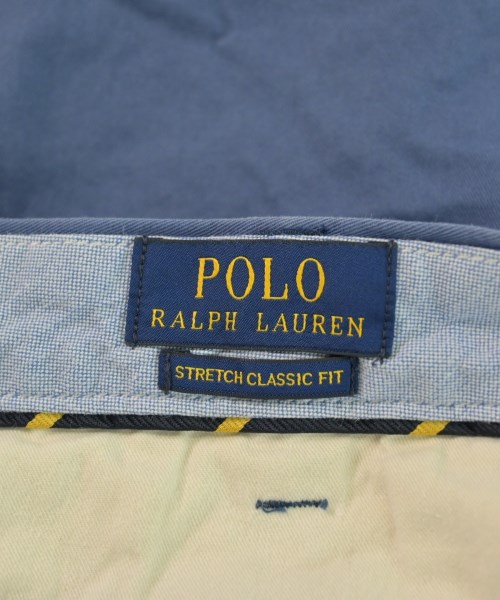 POLO
RALPH LAUREN
STRETCH CLASSIC FIT